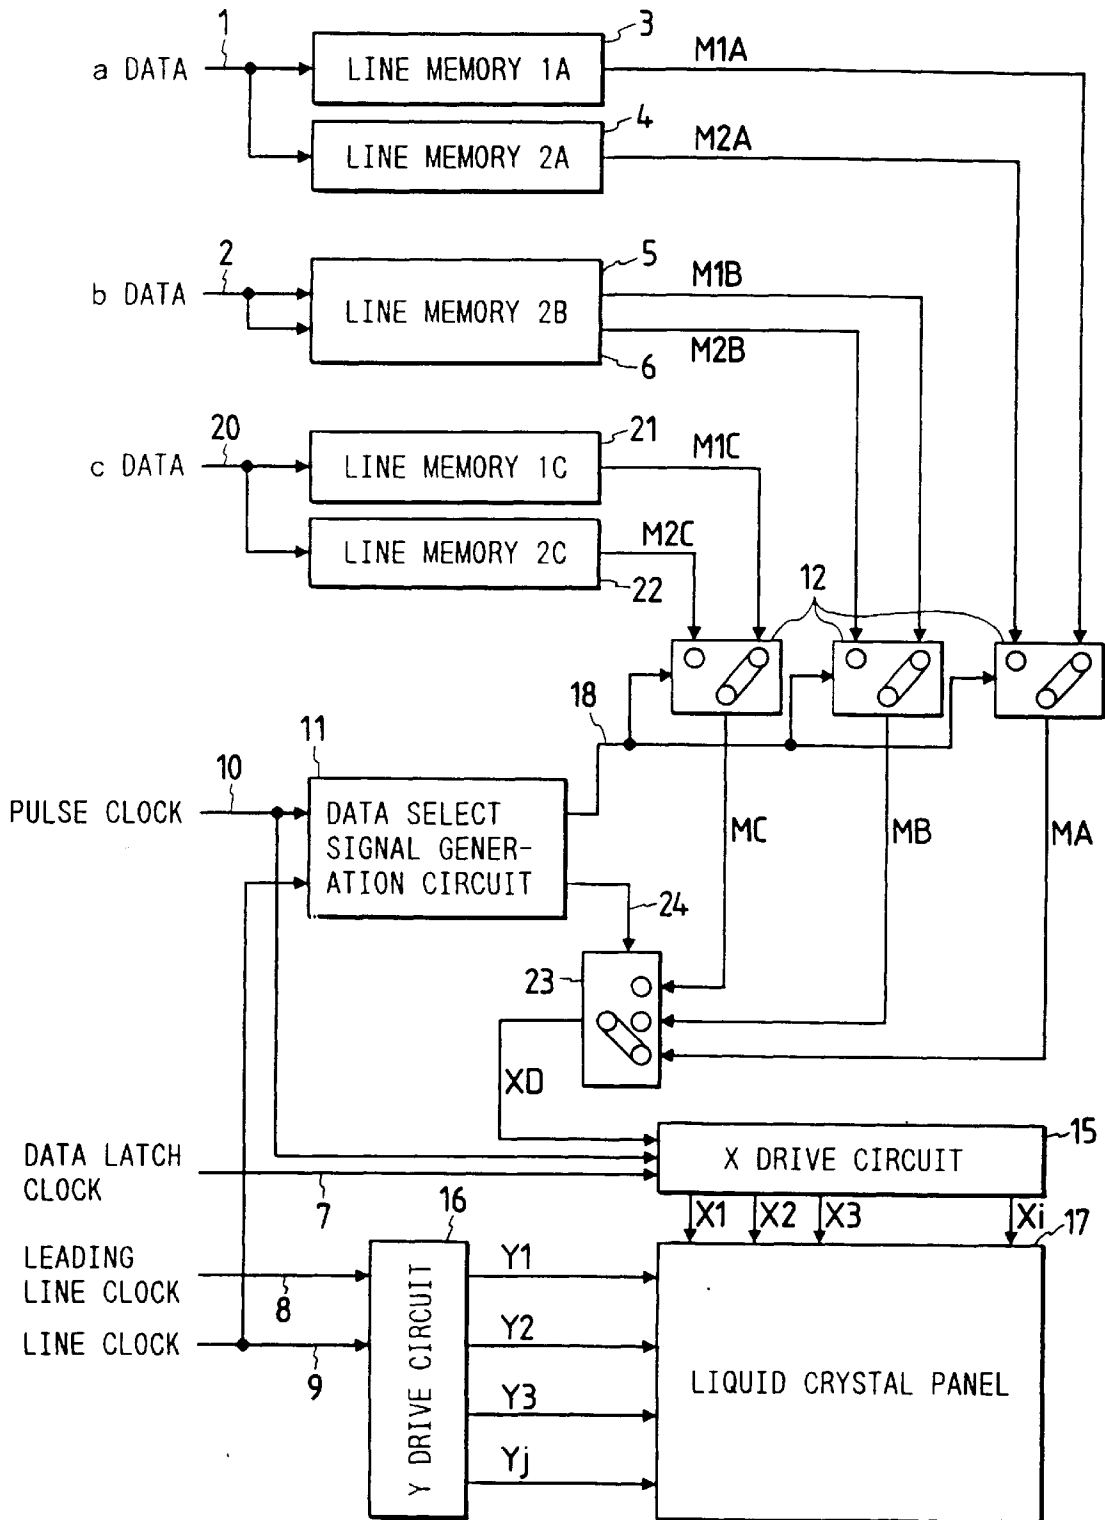 1
a DATA
LINE MEMORY 1A
3
M1A
LINE MEMORY 2A
4
M2A
2
b DATA
LINE MEMORY 2B
5
M1B
6
M2B
20
c DATA
LINE MEMORY 1C
21
M1C
LINE MEMORY 2C
22
M2C
12
18
11
10
PULSE CLOCK
DATA SELECT
SIGNAL GENER-
ATION CIRCUIT
MC
MB
MA
24
23
XD
15
X DRIVE CIRCUIT
DATA LATCH
CLOCK
7
X1
X2
X3
Xi
17
16
LEADING
LINE CLOCK
8
LINE CLOCK
9
Y DRIVE CIRCUIT
Y1
Y2
Y3
Yj
LIQUID CRYSTAL PANEL